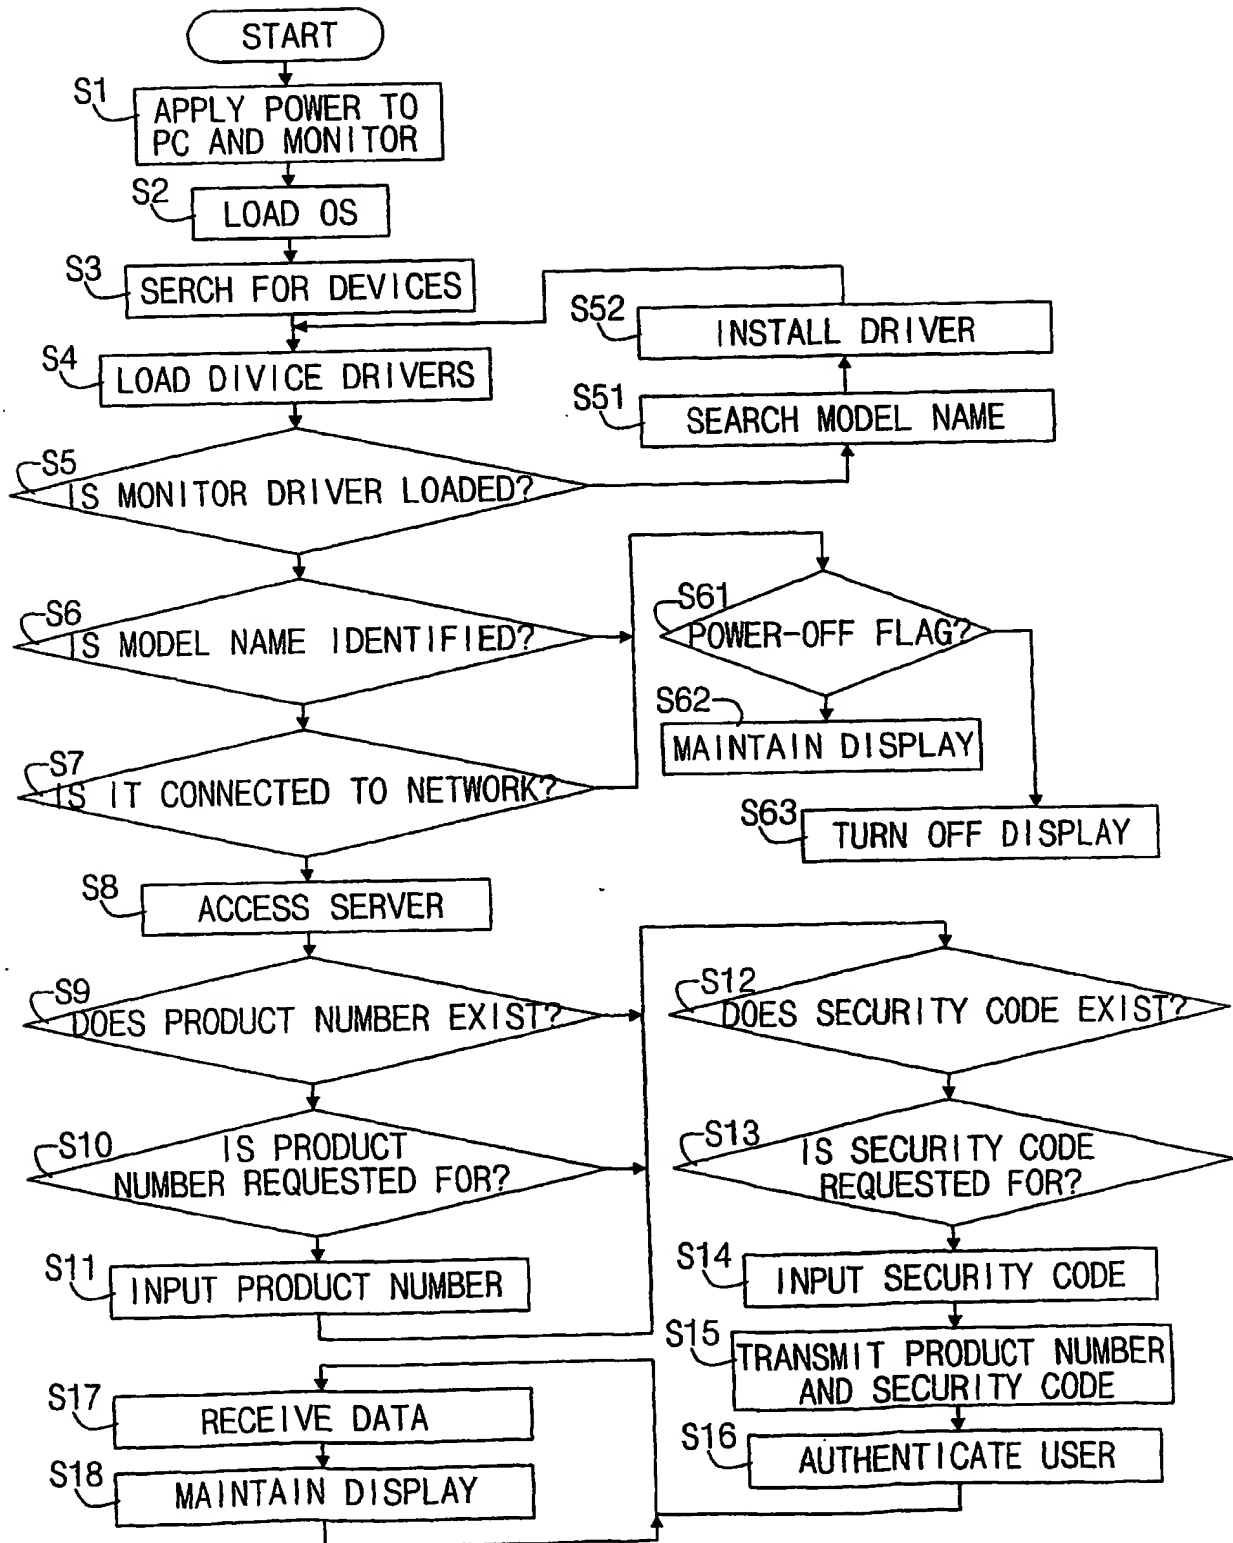 START
S1
APPLY POWER TO
PC AND MONITOR
S2
LOAD OS
S3
SERCH FOR DEVICES
S4
LOAD DIVICE DRIVERS
S52
INSTALL DRIVER
S51
SEARCH MODEL NAME
S5
IS MONITOR DRIVER LOADED?
S6
IS MODEL NAME IDENTIFIED?
S61
POWER-OFF FLAG?
S62
MAINTAIN DISPLAY
S7
IS IT CONNECTED TO NETWORK?
S63
TURN OFF DISPLAY
S8
ACCESS SERVER
S9
DOES PRODUCT NUMBER EXIST?
S12
DOES SECURITY CODE EXIST?
S10
IS PRODUCT
NUMBER REQUESTED FOR?
S13
IS SECURITY CODE
REQUESTED FOR?
S11
INPUT PRODUCT NUMBER
S14
INPUT SECURITY CODE
S15
TRANSMIT PRODUCT NUMBER
AND SECURITY CODE
S17
RECEIVE DATA
S16
AUTHENTICATE USER
S18
MAINTAIN DISPLAY